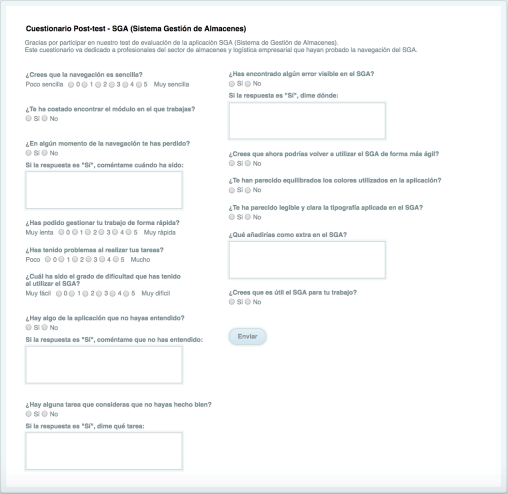 Cuestionario Post-test - SGA (Sistema Gestión de Almacenes)
Gracias por participar en nuestro test de evaluación de la aplicación SGA (Sistema de Gestión de Almacenes).
Este cuestionario va dedicado a profesionales del sector de almacenes y logística empresarial que hayan probado la navegación del SGA.
¿Crees que la navegación es sencilla?
Poco sencilla 0 1 2 3 4 5 Muy sencilla
¿Te ha costado encontrar el módulo en el que trabajas?
Sí No
¿En algún momento de la navegación te has perdido?
Sí No
Si la respuesta es "Sí", coméntame cuándo ha sido:
¿Has podido gestionar tu trabajo de forma rápida?
Muy lenta 0 1 2 3 4 5 Muy rápida
¿Has tenido problemas al realizar tus tareas?
Poco 0 1 2 3 4 5 Mucho
¿Cuál ha sido el grado de dificultad que has tenido
al utilizar el SGA?
Muy fácil 0 1 2 3 4 5 Muy difícil
¿Hay algo de la aplicación que no hayas entendido?
Sí No
Si la respuesta es "Sí", coméntame que no has entendido:
¿Hay alguna tarea que consideras que no hayas hecho bien?
Sí No
Si la respuesta es "Sí", dime qué tarea:
¿Has encontrado algún error visible en el SGA?
Sí No
Si la respuesta es "Sí", dime dónde:
¿Crees que ahora podrías volver a utilizar el SGA de forma más ágil?
Sí No
¿Te han parecido equilibrados los colores utilizados en la aplicación?
Sí No
¿Te ha parecido legible y clara la tipografía aplicada en el SGA?
Sí No
¿Qué añadirías como extra en el SGA?
¿Crees que es útil el SGA para tu trabajo?
Sí No
Enviar